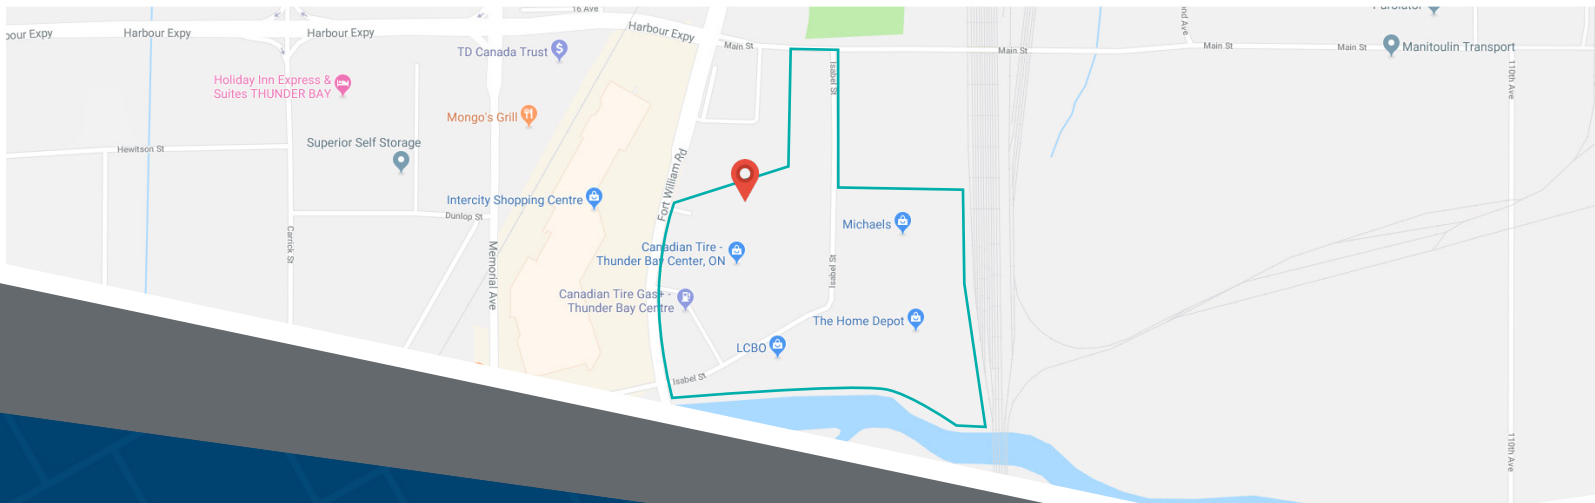 16 Ave
Harbour Expy
Harbour Expy
Harbour Expy
Main St
Main St
Main St
Main St
Manitoulin Transport
TD Canada Trust
Holiday Inn Express &
Suites THUNDER BAY
Isabel St
110th Ave
Mongo's Grill
Superior Self Storage
Hewitson St
Fort William Rd
Intercity Shopping Centre
Dunlop St
Michaels
Carrick St
Memorial Ave
Canadian Tire -
Thunder Bay Center, ON
Isabel St
Canadian Tire Gas+ -
Thunder Bay Centre
The Home Depot
LCBO
Isabel St
110th Ave